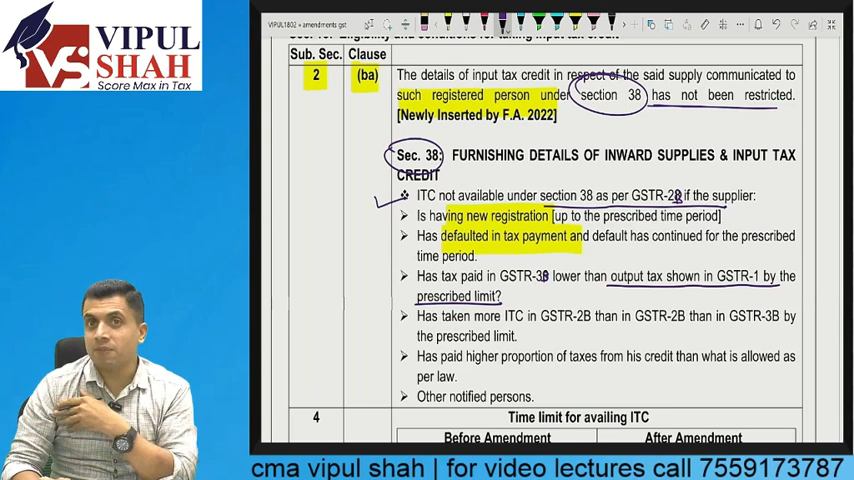 VIPUL1802 + amendments gst
VIPUL
SHAH
VS
Score Max in Tax
Sub. Sec.
Clause
2
(ba)
The details of input tax credit in respect of the said supply communicated to
such registered person under section 38 has not been restricted.
[Newly Inserted by F.A. 2022]
Sec. 38: FURNISHING DETAILS OF INWARD SUPPLIES & INPUT TAX
CREDIT
ITC not available under section 38 as per GSTR-2B if the supplier:
Is having new registration [up to the prescribed time period]
Has defaulted in tax payment and default has continued for the prescribed
time period.
Has tax paid in GSTR-3B lower than output tax shown in GSTR-1 by the
prescribed limit?
Has taken more ITC in GSTR-2B than in GSTR-2B than in GSTR-3B by
the prescribed limit.
Has paid higher proportion of taxes from his credit than what is allowed as
per law.
Other notified persons.
4
Time limit for availing ITC
Before Amendment
After Amendment
cma vipul shah | for video lectures call 7559173787